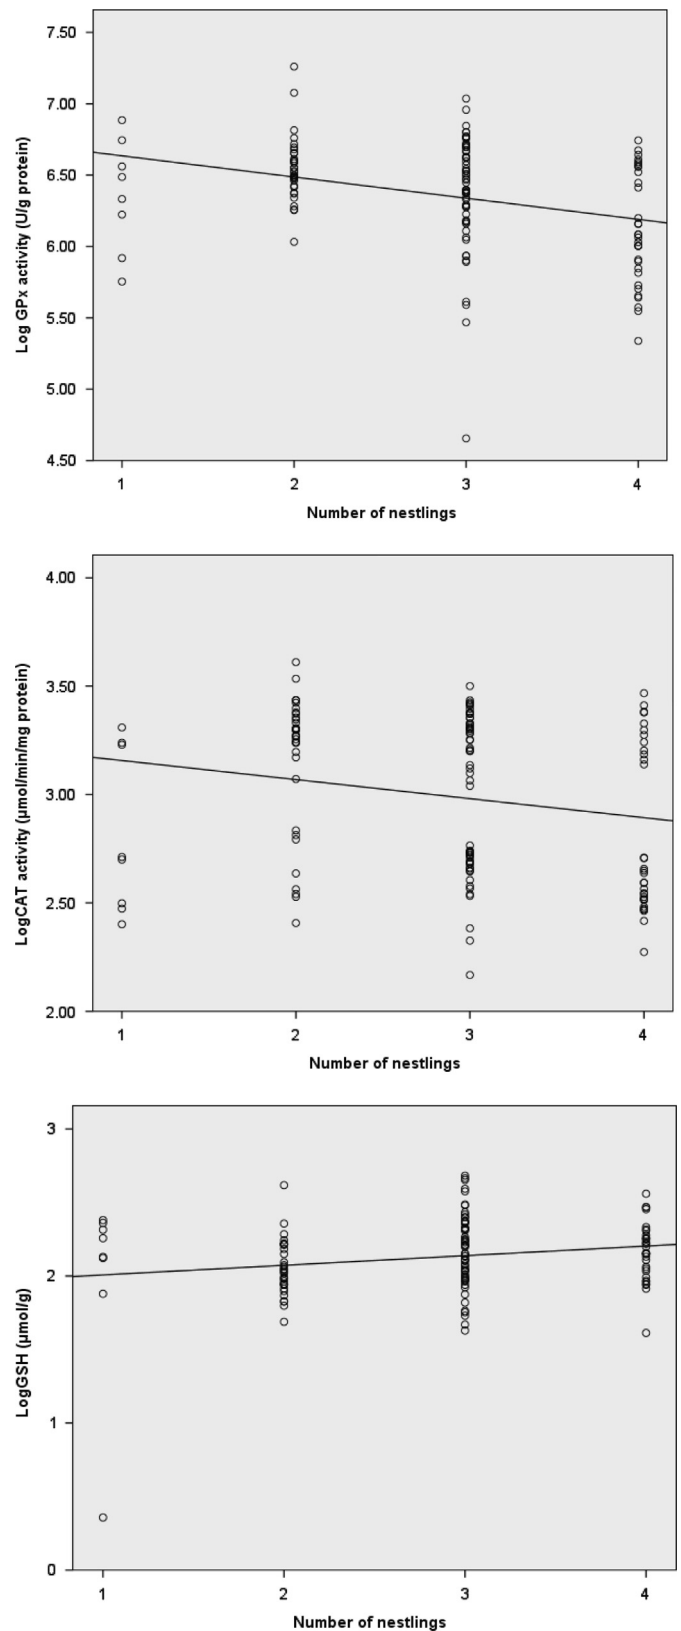 7.50
7.00
6.50
6.00
5.50
5.00
4.50
Log GPx activity (U/g protein)
1 2 3 4
Number of nestlings
4.00
3.50
3.00
2.50
2.00
LogCAT activity (µmol/min/mg protein)
1 2 3 4
Number of nestlings
3
2
1
0
LogGSH (µmol/g)
1 2 3 4
Number of nestlings